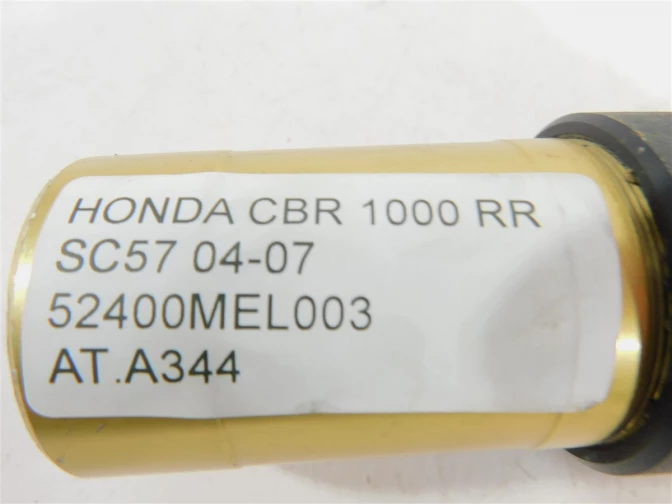 HONDA CBR 1000 RR
SC57 04-07
52400MEL003
AT.A344